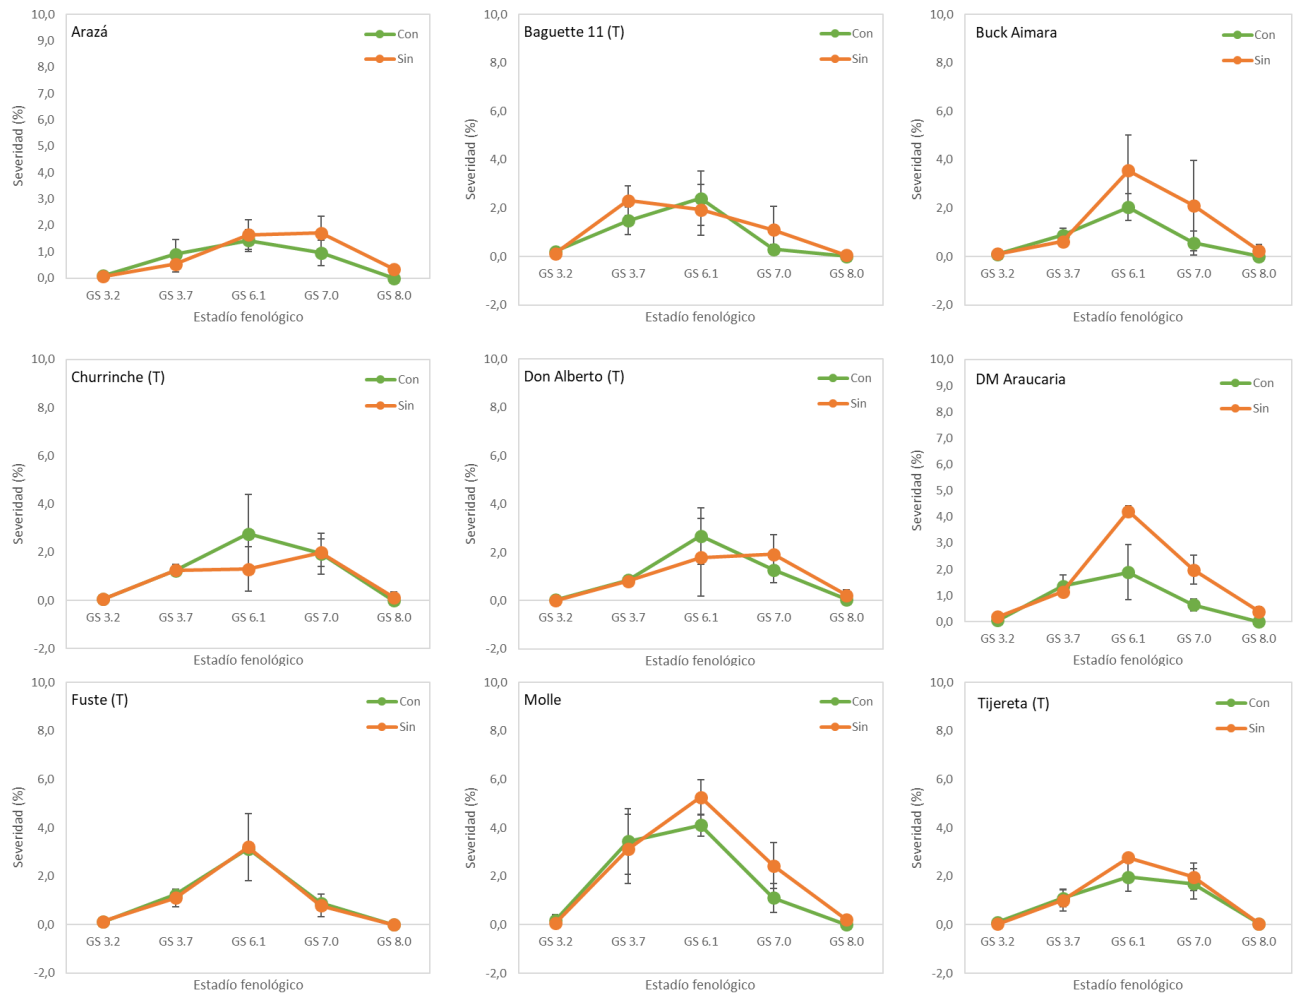 Arazá
Con
Sin
Severidad (%)
10,0
9,0
8,0
7,0
6,0
5,0
4,0
3,0
2,0
1,0
0,0
GS 3.2 GS 3.7 GS 6.1 GS 7.0 GS 8.0
Estadío fenológico
Baguette 11 (T)
Con
Sin
Severidad (%)
10,0
8,0
6,0
4,0
2,0
0,0
-2,0
GS 3.2 GS 3.7 GS 6.1 GS 7.0 GS 8.0
Estadío fenológico
Buck Aimara
Con
Sin
Severidad (%)
10,0
8,0
6,0
4,0
2,0
0,0
-2,0
GS 3.2 GS 3.7 GS 6.1 GS 7.0 GS 8.0
Estadío fenológico
Churrinche (T)
Con
Sin
Severidad (%)
10,0
8,0
6,0
4,0
2,0
0,0
-2,0
GS 3.2 GS 3.7 GS 6.1 GS 7.0 GS 8.0
Estadío fenológico
Don Alberto (T)
Con
Sin
Severidad (%)
10,0
8,0
6,0
4,0
2,0
0,0
-2,0
GS 3.2 GS 3.7 GS 6.1 GS 7.0 GS 8.0
Estadío fenológico
DM Araucaria
Con
Sin
Severidad (%)
10,0
9,0
8,0
7,0
6,0
5,0
4,0
3,0
2,0
1,0
0,0
GS 3.2 GS 3.7 GS 6.1 GS 7.0 GS 8.0
Estadío fenológico
Fuste (T)
Con
Sin
Severidad (%)
10,0
8,0
6,0
4,0
2,0
0,0
-2,0
GS 3.2 GS 3.7 GS 6.1 GS 7.0 GS 8.0
Estadío fenológico
Molle
Con
Sin
Severidad (%)
10,0
8,0
6,0
4,0
2,0
0,0
-2,0
GS 3.2 GS 3.7 GS 6.1 GS 7.0 GS 8.0
Estadío fenológico
Tijereta (T)
Con
Sin
Severidad (%)
10,0
8,0
6,0
4,0
2,0
0,0
-2,0
GS 3.2 GS 3.7 GS 6.1 GS 7.0 GS 8.0
Estadío fenológico